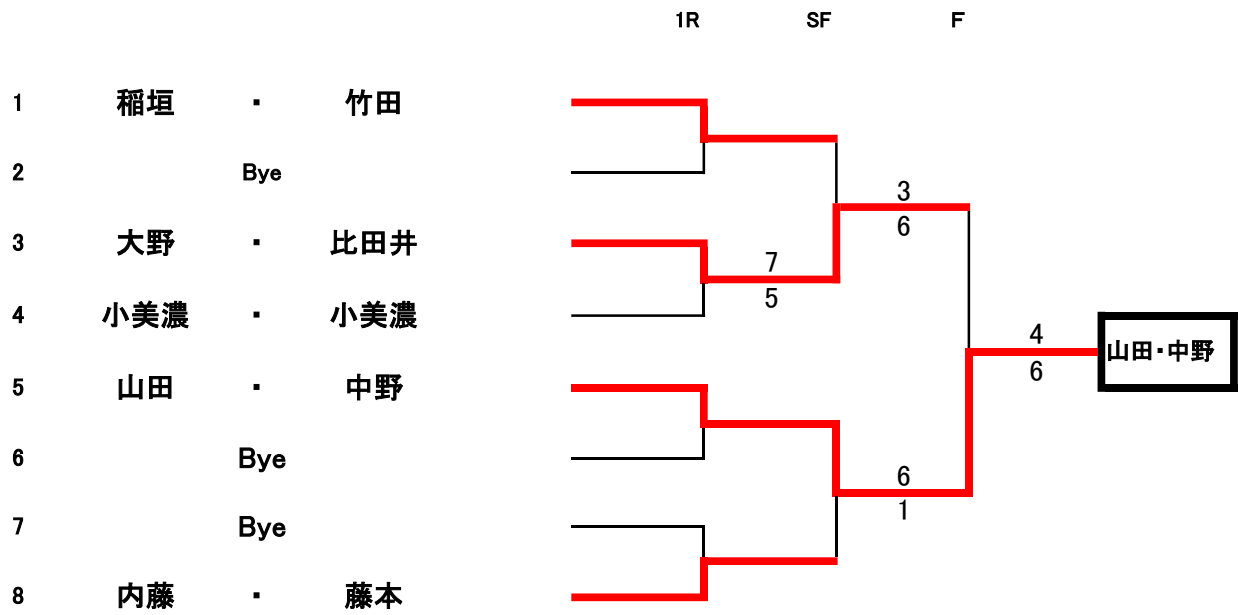 1R SF F
1 稲垣 ・ 竹田
2 Bye
3
6
3 大野 ・ 比田井
7
5
4 小美濃 ・ 小美濃
4
山田・中野
6
5 山田 ・ 中野
6 Bye
6
1
7 Bye
8 内藤 ・ 藤本